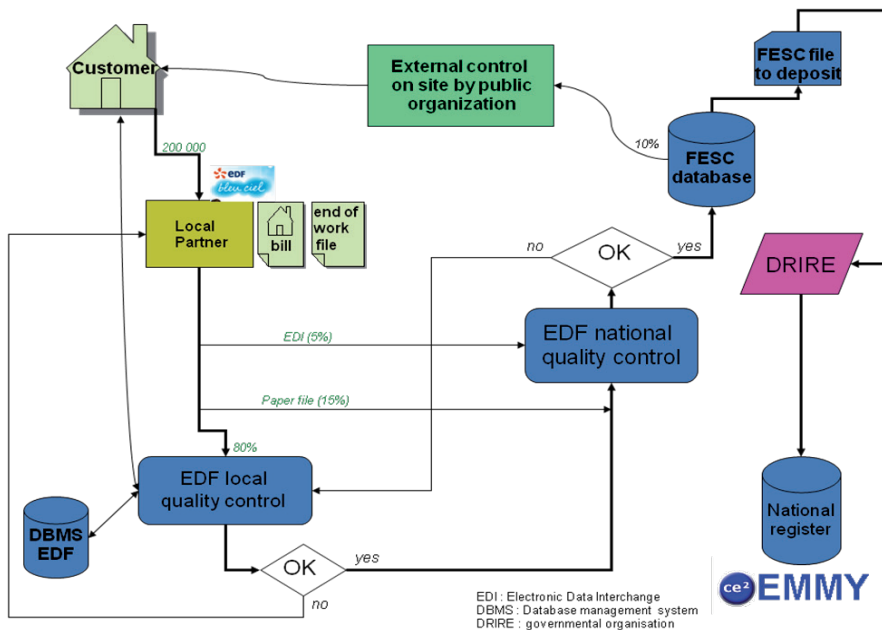 Customer
External control
on site by public
organization
FESC file
to deposit
200 000
10%
FESC
database
edf
bleu ciel
Local
Partner
bill
end of
work
file
no
OK
yes
DRIRE
EDI (5%)
EDF national
quality control
Paper file (15%)
80%
EDF local
quality control
DBMS
EDF
National
register
OK
yes
no
ce²
EMMY
EDI : Electronic Data Interchange
DBMS : Database management system
DRIRE : governmental organisation